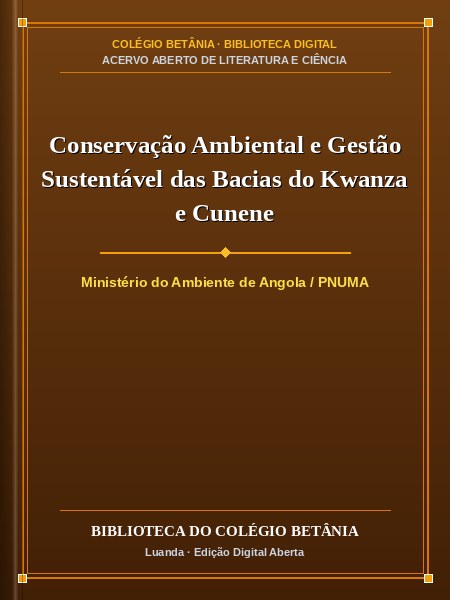 COLÉGIO BETÂNIA · BIBLIOTECA DIGITAL
ACERVO ABERTO DE LITERATURA E CIÊNCIA
Conservação Ambiental e Gestão
Sustentável das Bacias do Kwanza
e Cunene
Ministério do Ambiente de Angola / PNUMA
BIBLIOTECA DO COLÉGIO BETÂNIA
Luanda · Edição Digital Aberta